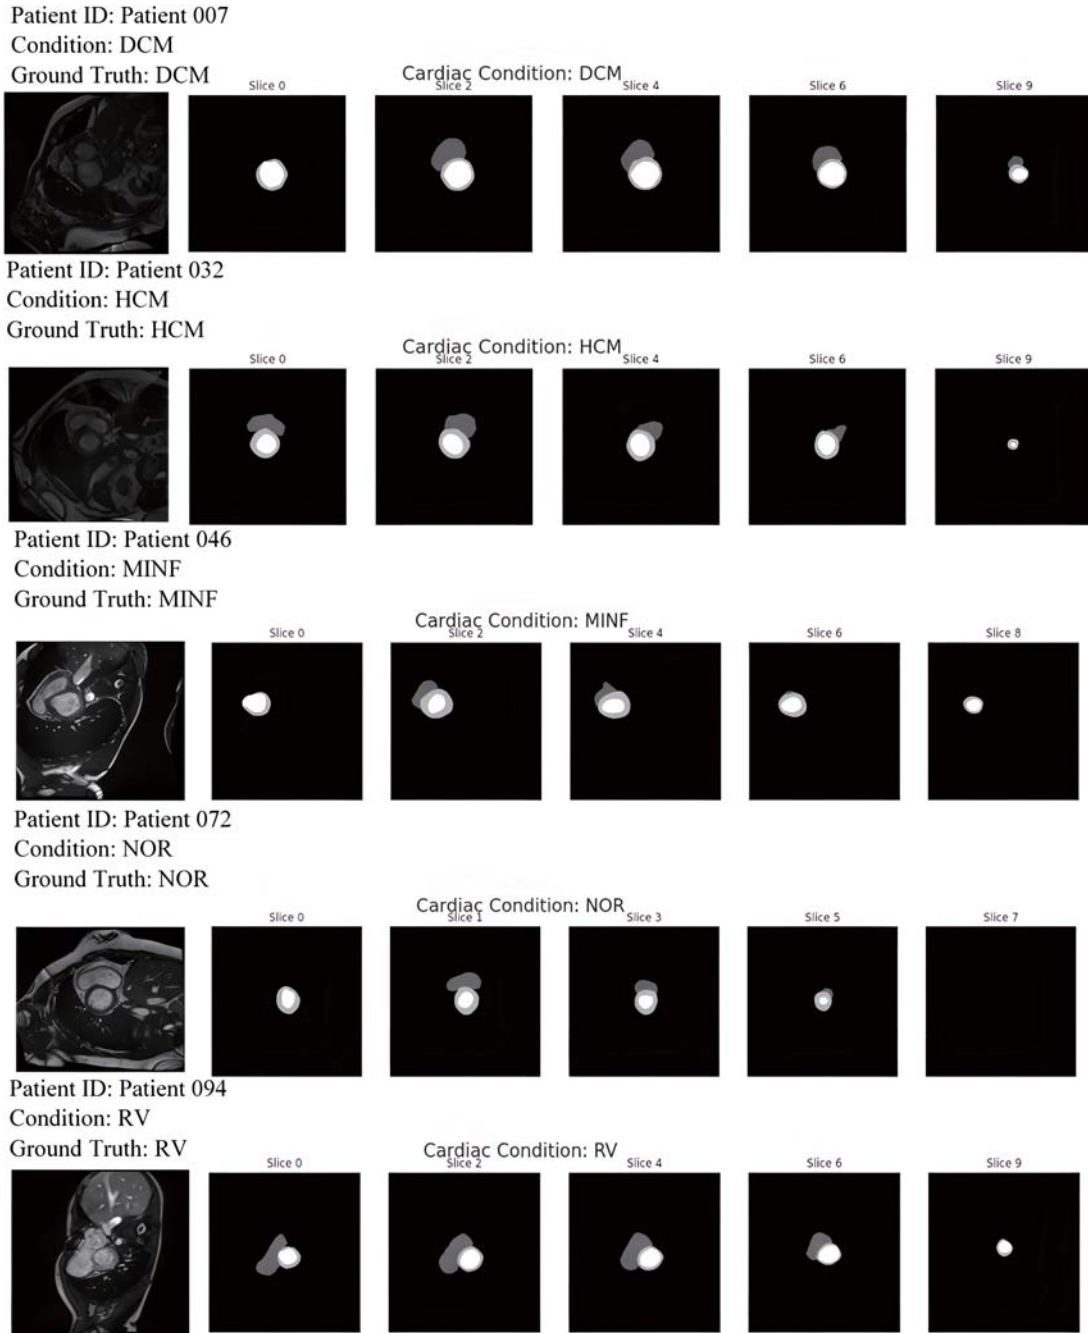 Patient ID: Patient 007
Condition: DCM
Ground Truth: DCM
Cardiac Condition: DCM
Slice 0
Slice 2
Slice 4
Slice 6
Slice 9
Patient ID: Patient 032
Condition: HCM
Ground Truth: HCM
Cardiac Condition: HCM
Slice 0
Slice 2
Slice 4
Slice 6
Slice 9
Patient ID: Patient 046
Condition: MINF
Ground Truth: MINF
Cardiac Condition: MINF
Slice 0
Slice 2
Slice 4
Slice 6
Slice 8
Patient ID: Patient 072
Condition: NOR
Ground Truth: NOR
Cardiac Condition: NOR
Slice 0
Slice 1
Slice 3
Slice 5
Slice 7
Patient ID: Patient 094
Condition: RV
Ground Truth: RV
Cardiac Condition: RV
Slice 0
Slice 2
Slice 4
Slice 6
Slice 9